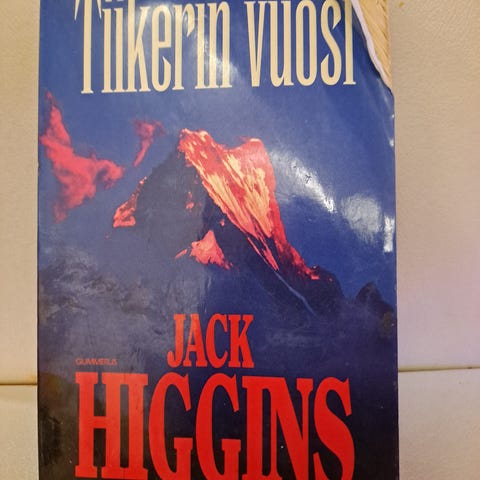 Tiikerin vuosi
JACK
GUMMERUS
HIGGINS